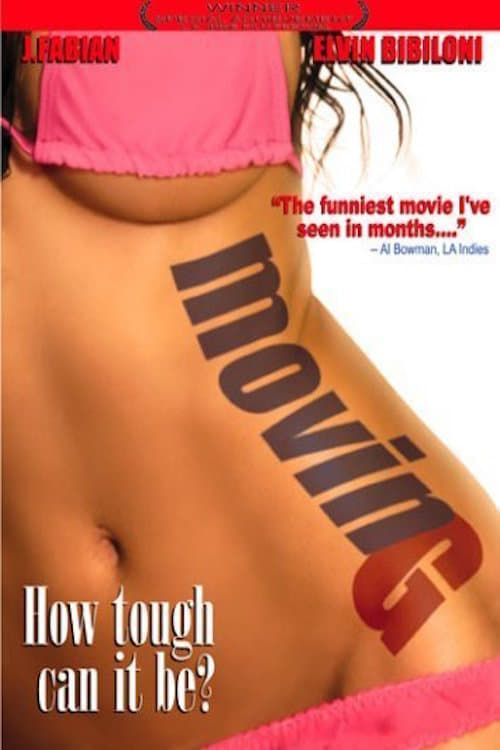 WINNER
J.FABIAN ELVIN BIBILONI
"The funniest movie I've
seen in months...."
– Al Bowman, LA Indies
movinG
How tough
can it be?